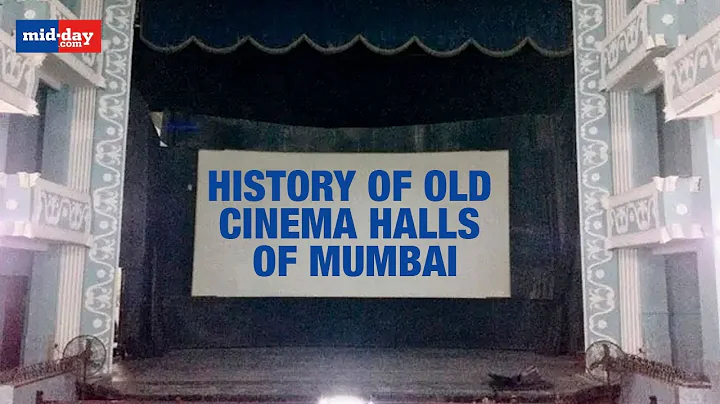 mid-day
.com
HISTORY OF OLD
CINEMA HALLS
OF MUMBAI